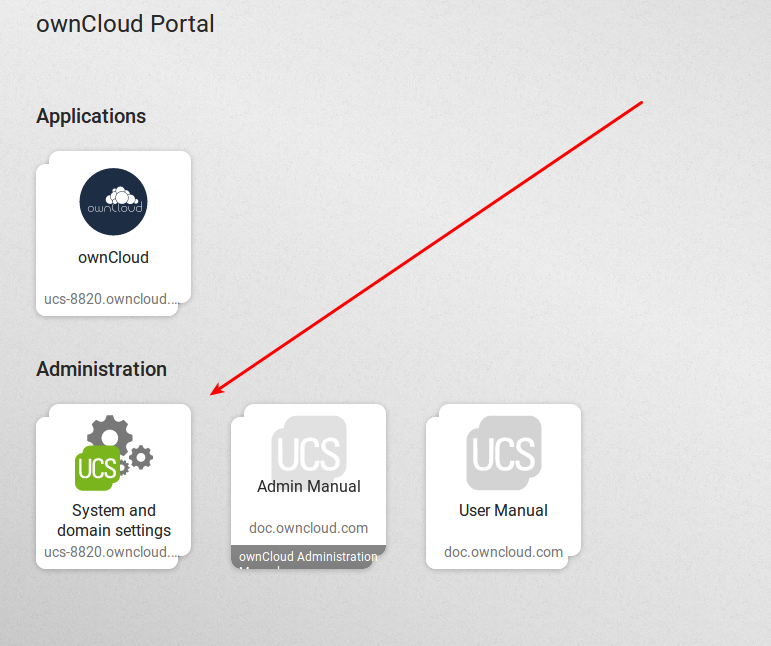 ownCloud Portal
Applications
ownCloud
ownCloud
ucs-8820.owncloud....
Administration
UCS
System and
domain settings
ucs-8820.owncloud....
UCS
Admin Manual
doc.owncloud.com
ownCloud Administration
UCS
User Manual
doc.owncloud.com